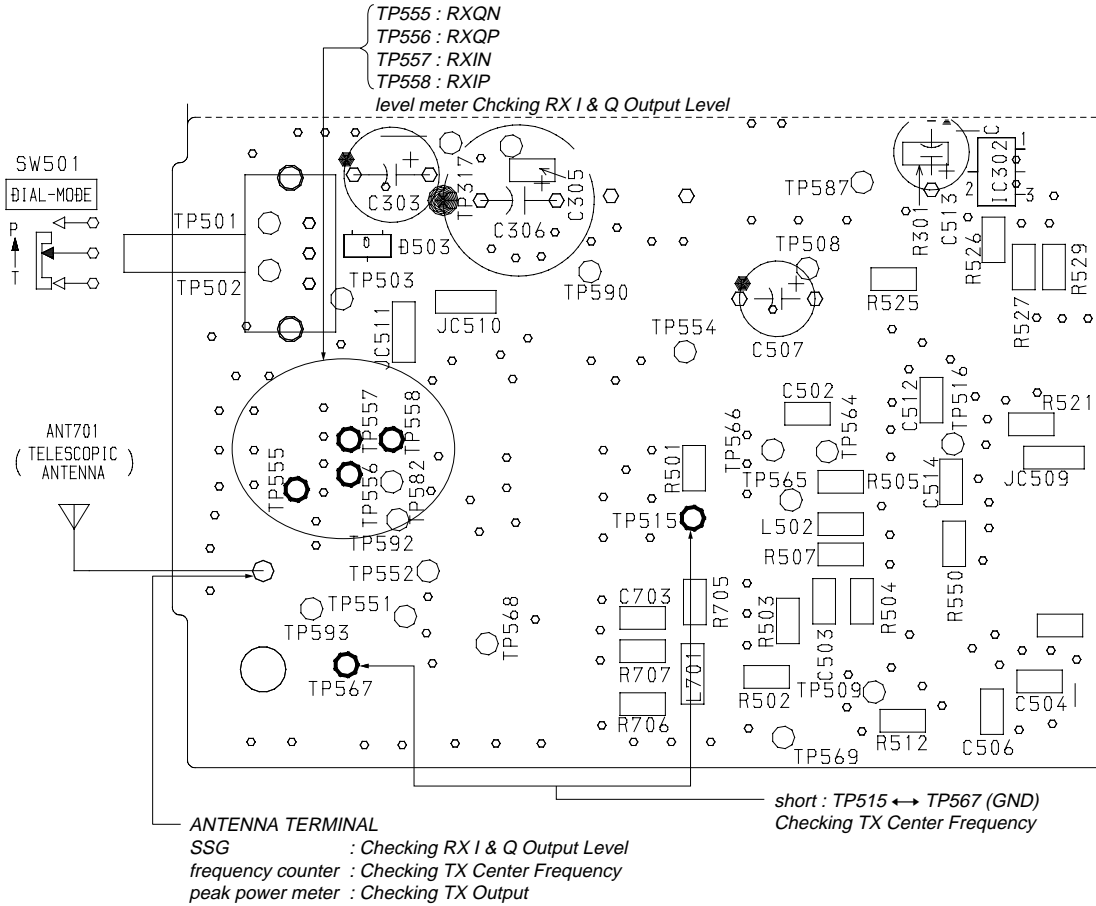 TP555 : RXQN
TP556 : RXQP
TP557 : RXIN
TP558 : RXIP
level meter Chcking RX I & Q Output Level
SW501
DIAL-MODE
P
T
TP501
TP502
C303
TP317
C306
C305
D503
TP503
JC511
JC510
TP590
TP587
TP508
C507
TP554
R301
C513
IC302
1
2
3
R526
R525
R527
R529
C512
TP516
R521
JC509
C514
C502
TP564
TP566
TP565
R501
R505
L502
R507
R550
TP515
ANT701
( TELESCOPIC )
ANTENNA
TP557
TP558
TP555
TP556
TP582
TP592
TP552
TP551
TP593
TP568
TP567
C703
R705
R707
L701
R706
R503
C503
R504
R502
TP509
R512
TP569
C506
C504
short : TP515 ↔ TP567 (GND)
Checking TX Center Frequency
ANTENNA TERMINAL
SSG : Checking RX I & Q Output Level
frequency counter : Checking TX Center Frequency
peak power meter : Checking TX Output